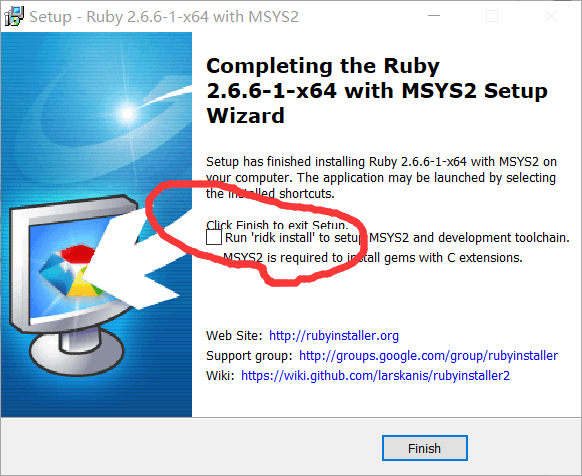 Setup - Ruby 2.6.6-1-x64 with MSYS2
Completing the Ruby
2.6.6-1-x64 with MSYS2 Setup
Wizard
Setup has finished installing Ruby 2.6.6-1-x64 with MSYS2 on
your computer. The application may be launched by selecting
the installed shortcuts.
Click Finish to exit Setup.
Run 'ridk install' to setup MSYS2 and development toolchain.
MSYS2 is required to install gems with C extensions.
Web Site: http://rubyinstaller.org
Support group: http://groups.google.com/group/rubyinstaller
Wiki: https://wiki.github.com/larskanis/rubyinstaller2
Finish